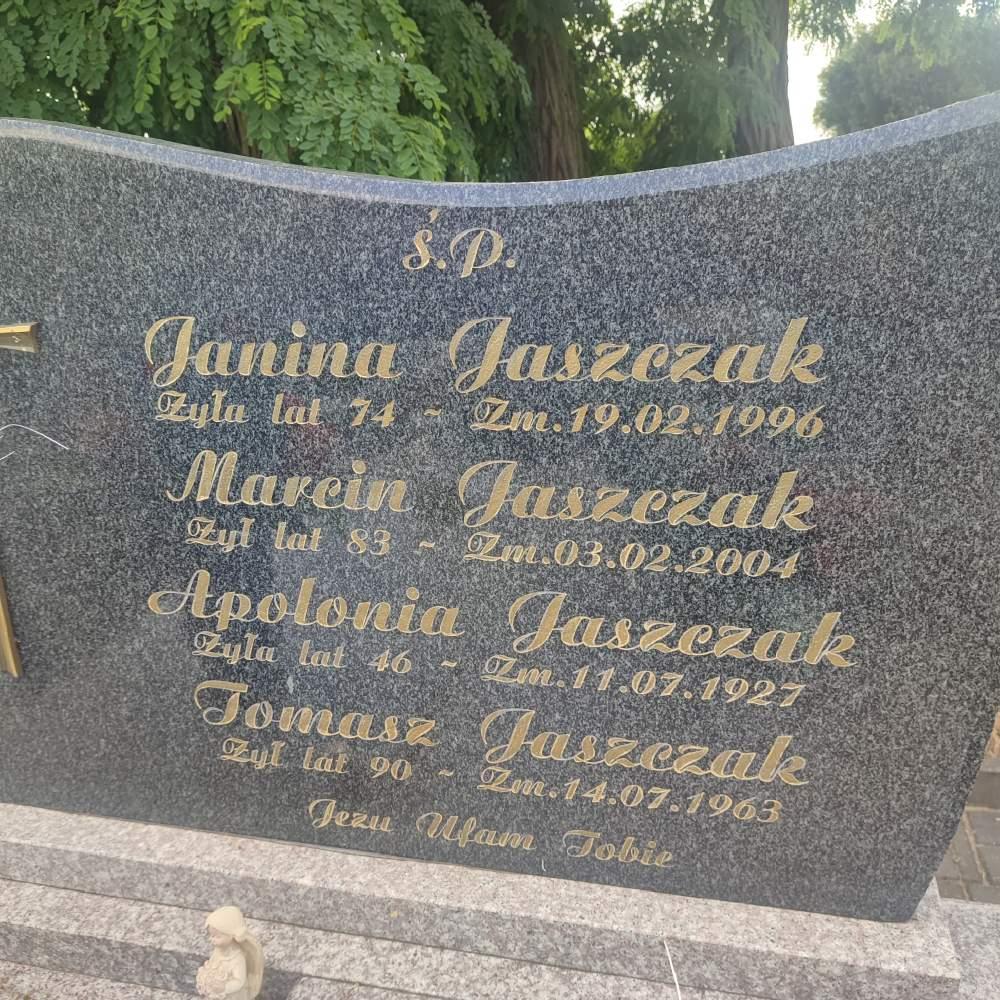 ś.p.
Janina Jaszczak
Żyła lat 74 - Zm.19.02.1996
Marcin Jaszczak
Żył lat 83 - Zm.03.02.2004
Apolonia Jaszczak
Żyła lat 46 - Zm.11.07.1927
Tomasz Jaszczak
Żył lat 90 - Zm.14.07.1963
Jezu Ufam Tobie